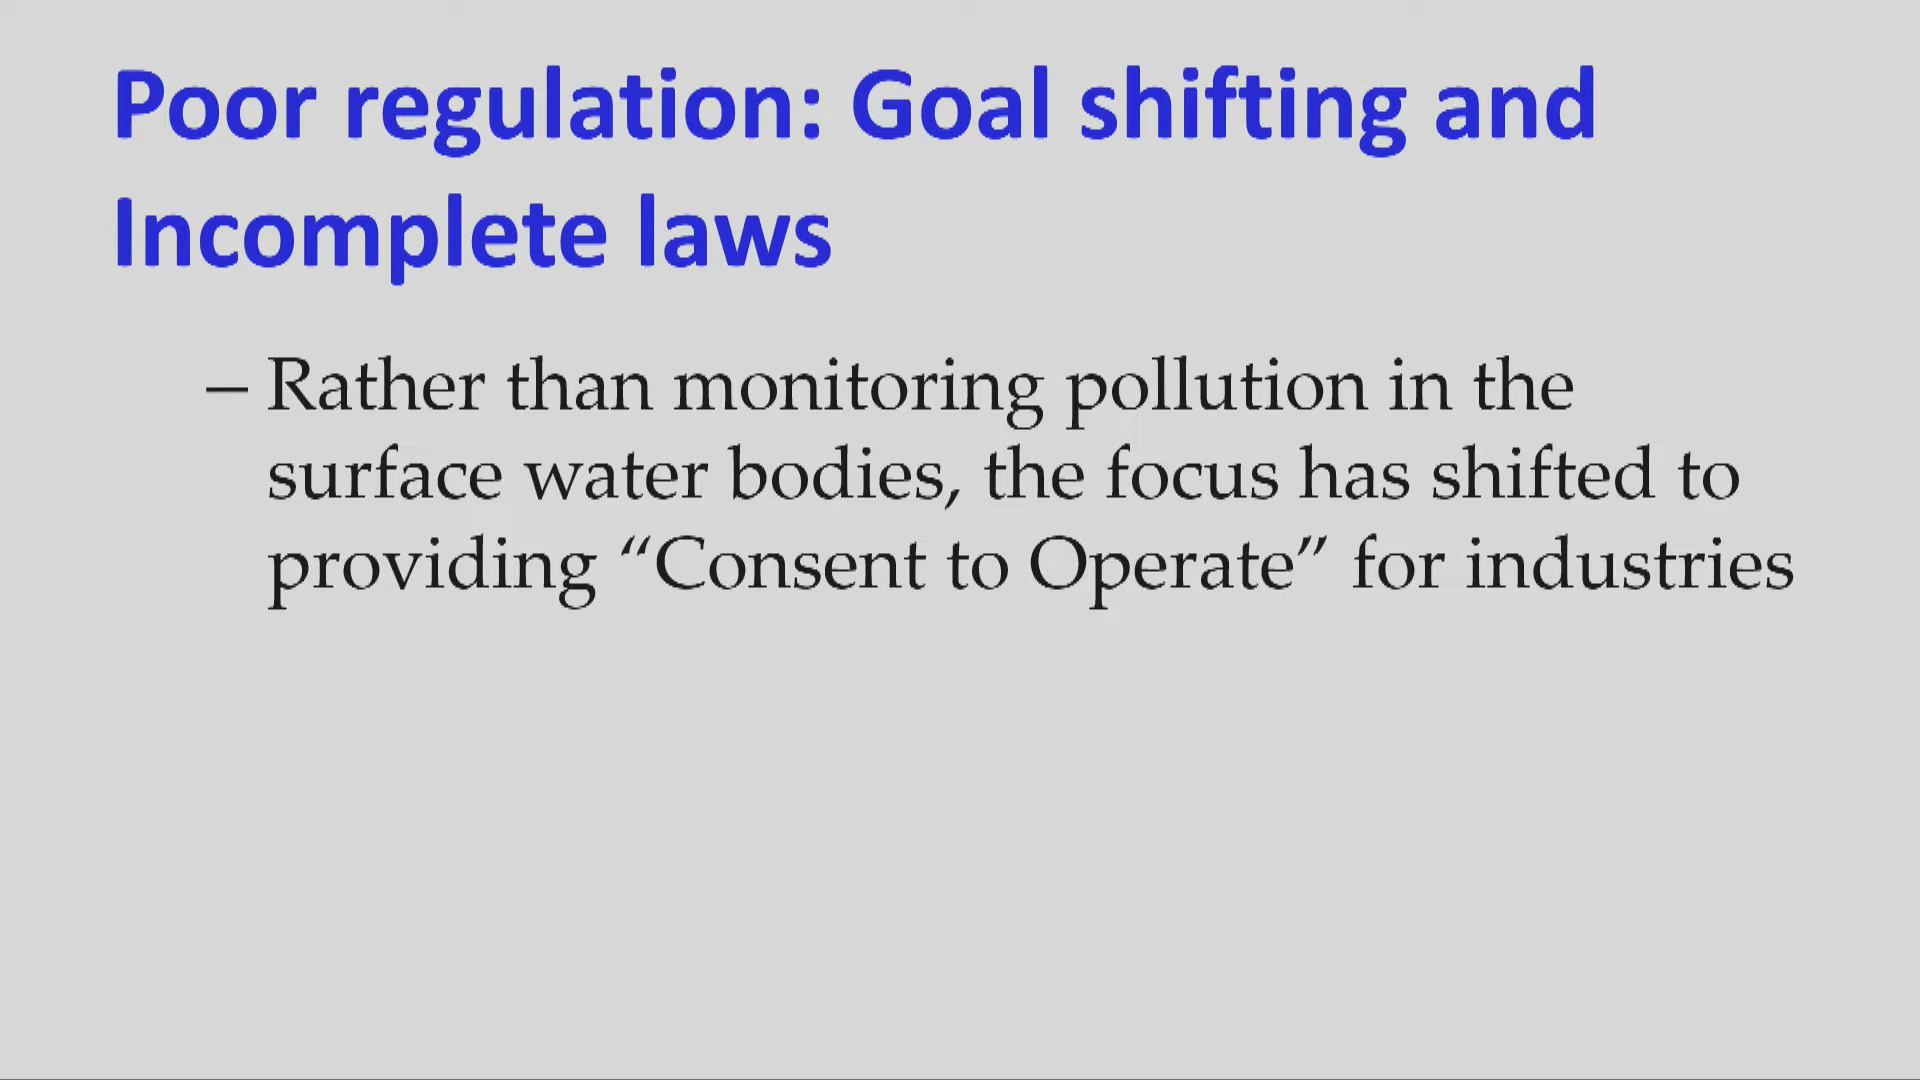 Poor regulation: Goal shifting and
Incomplete laws
– Rather than monitoring pollution in the
surface water bodies, the focus has shifted to
providing “Consent to Operate” for industries